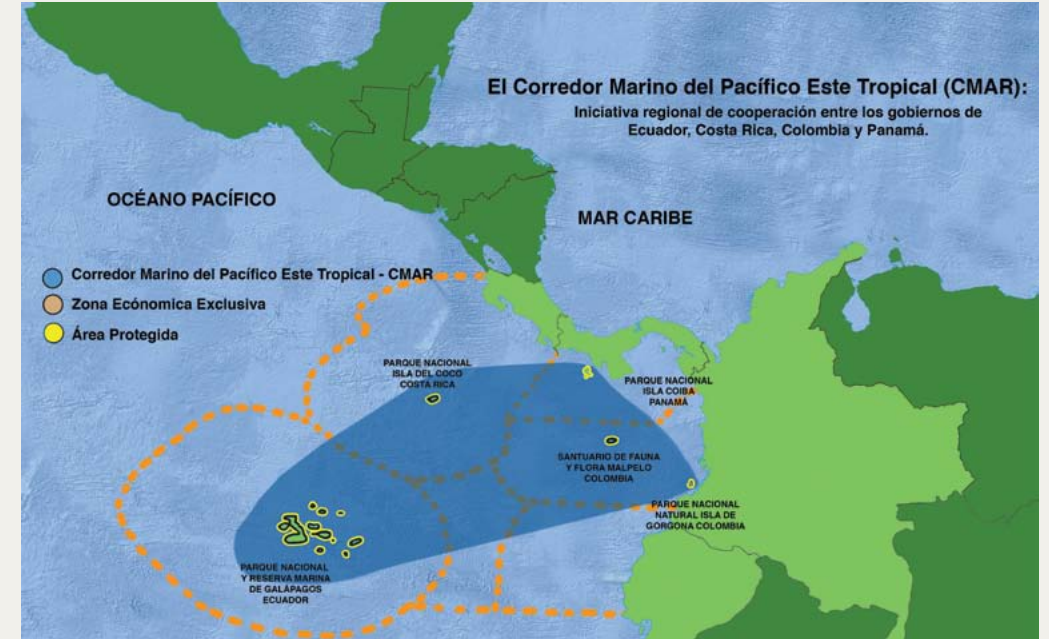 El Corredor Marino del Pacífico Este Tropical (CMAR):
Iniciativa regional de cooperación entre los gobiernos de
Ecuador, Costa Rica, Colombia y Panamá.
OCÉANO PACÍFICO
MAR CARIBE
Corredor Marino del Pacífico Este Tropical - CMAR
Zona Ecónomica Exclusiva
Área Protegida
PARQUE NACIONAL
ISLA DEL COCO
COSTA RICA
PARQUE NACIONAL
ISLA COIBA
PANAMÁ
SANTUARIO DE FAUNA
Y FLORA MALPELO
COLOMBIA
PARQUE NACIONAL
NATURAL ISLA DE
GORGONA COLOMBIA
PARQUE NACIONAL
Y RESERVA MARINA
DE GALÁPAGOS
ECUADOR